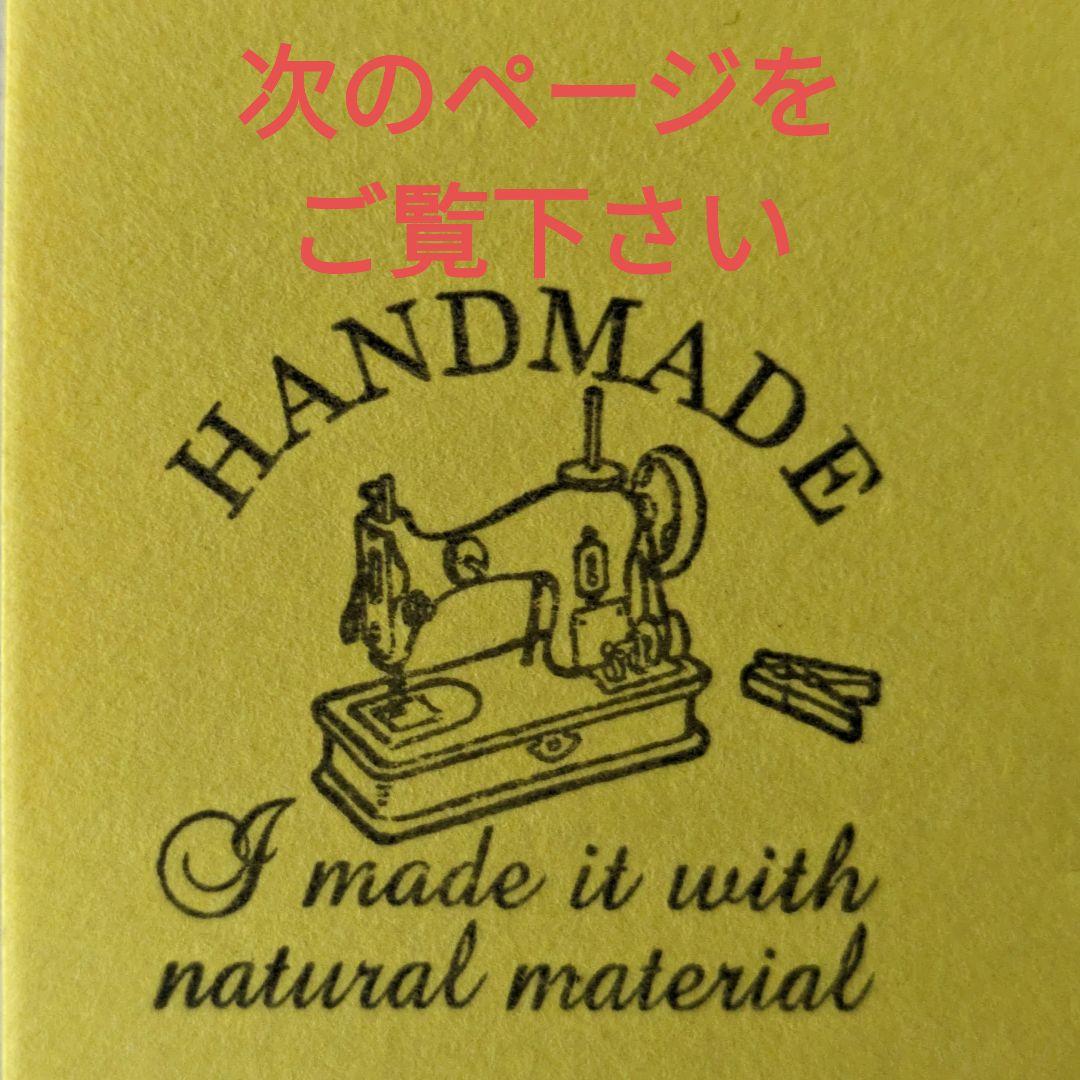 次のページを
ご覧下さい
HANDMADE
I made it with
natural material